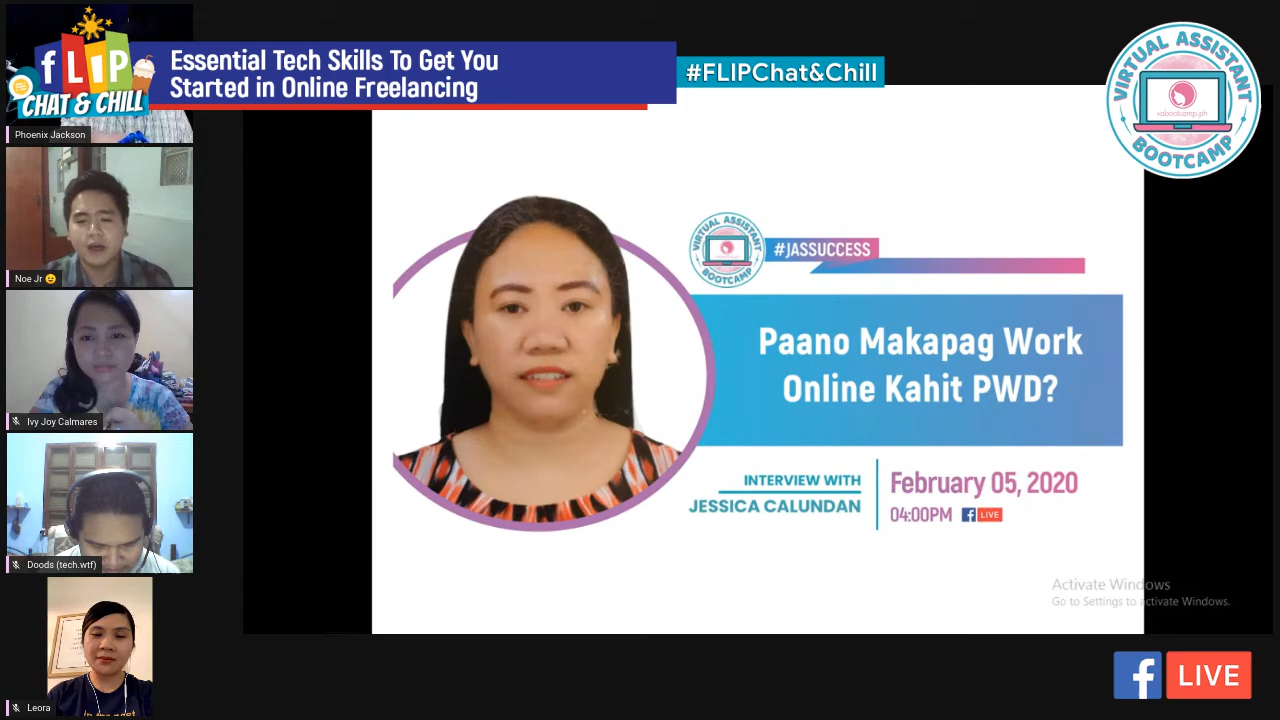 fLIP
CHAT & CHILL
Essential Tech Skills To Get You
Started in Online Freelancing
#FLIPChat&Chill
VIRTUAL ASSISTANT
vabootcamp.ph
BOOTCAMP
Phoenix Jackson
Noe Jr 😉
Ivy Joy Calmares
Doods (tech.wtf)
Leora
VIRTUAL ASSISTANT
BOOTCAMP
#JASSUCCESS
Paano Makapag Work
Online Kahit PWD?
INTERVIEW WITH
JESSICA CALUNDAN
February 05, 2020
04:00PM f LIVE
Activate Windows
Go to Settings to activate Windows.
f LIVE